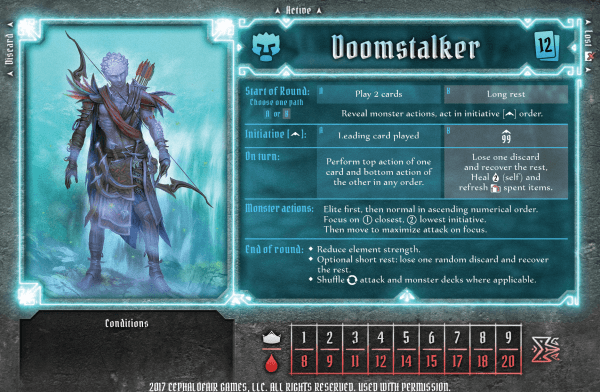 Active
Discard
Lost
Doomstalker
12
Start of Round:
Choose one path
A or B
A Play 2 cards
B Long rest
Reveal monster actions, act in initiative [ ] order.
Initiative [ ]:
A Leading card played
B 99
On turn:
Perform top action of one
card and bottom action of
the other in any order.
Lose one discard
and recover the rest.
Heal 2 (self) and
refresh spent items.
Monster actions:
Elite first, then normal in ascending numerical order.
Focus on 1 closest, 2 lowest initiative.
Then move to maximize attack on focus.
End of round:
◆ Reduce element strength.
◆ Optional short rest: lose one random discard and recover
the rest.
◆ Shuffle attack and monster decks where applicable.
Conditions
1 2 3 4 5 6 7 8 9
8 9 11 12 14 15 17 18 20
2017 CEPHALOFAIR GAMES, LLC. ALL RIGHTS RESERVED. USED WITH PERMISSION.